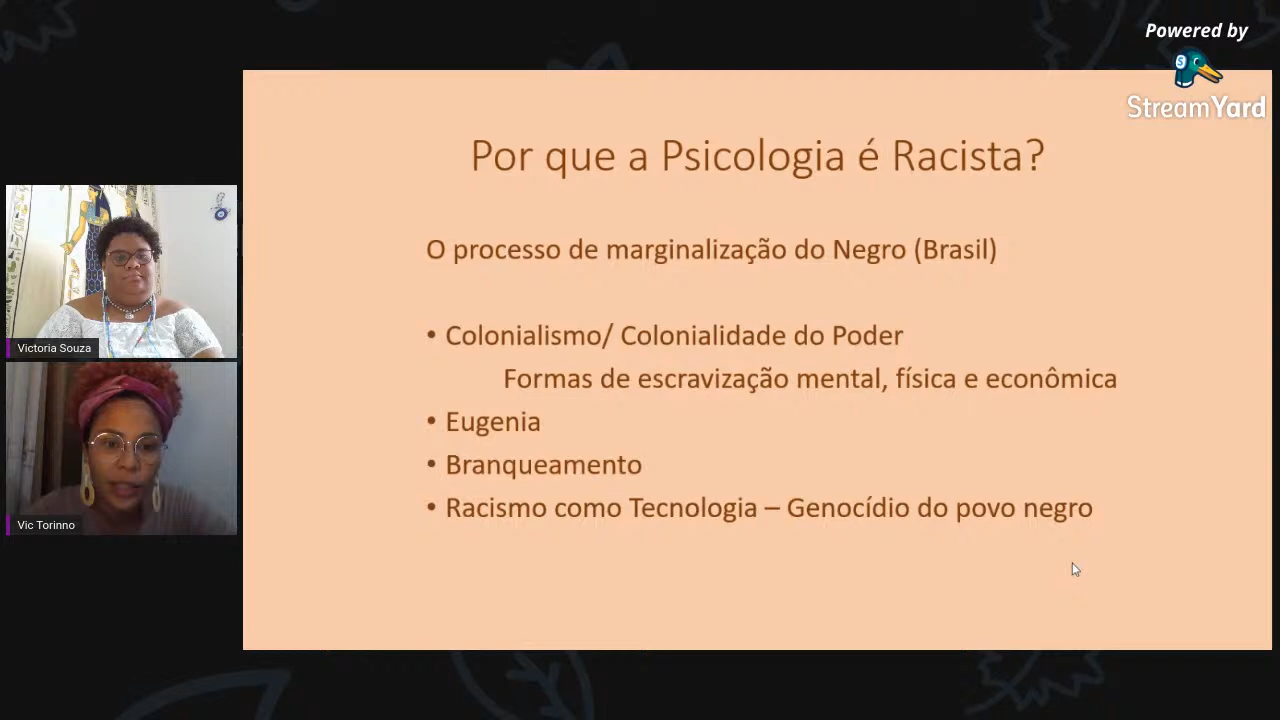 Powered by
StreamYard
Por que a Psicologia é Racista?
O processo de marginalização do Negro (Brasil)
• Colonialismo/ Colonialidade do Poder
Formas de escravização mental, física e econômica
• Eugenia
• Branqueamento
• Racismo como Tecnologia – Genocídio do povo negro
Victoria Souza
Vic Torinno